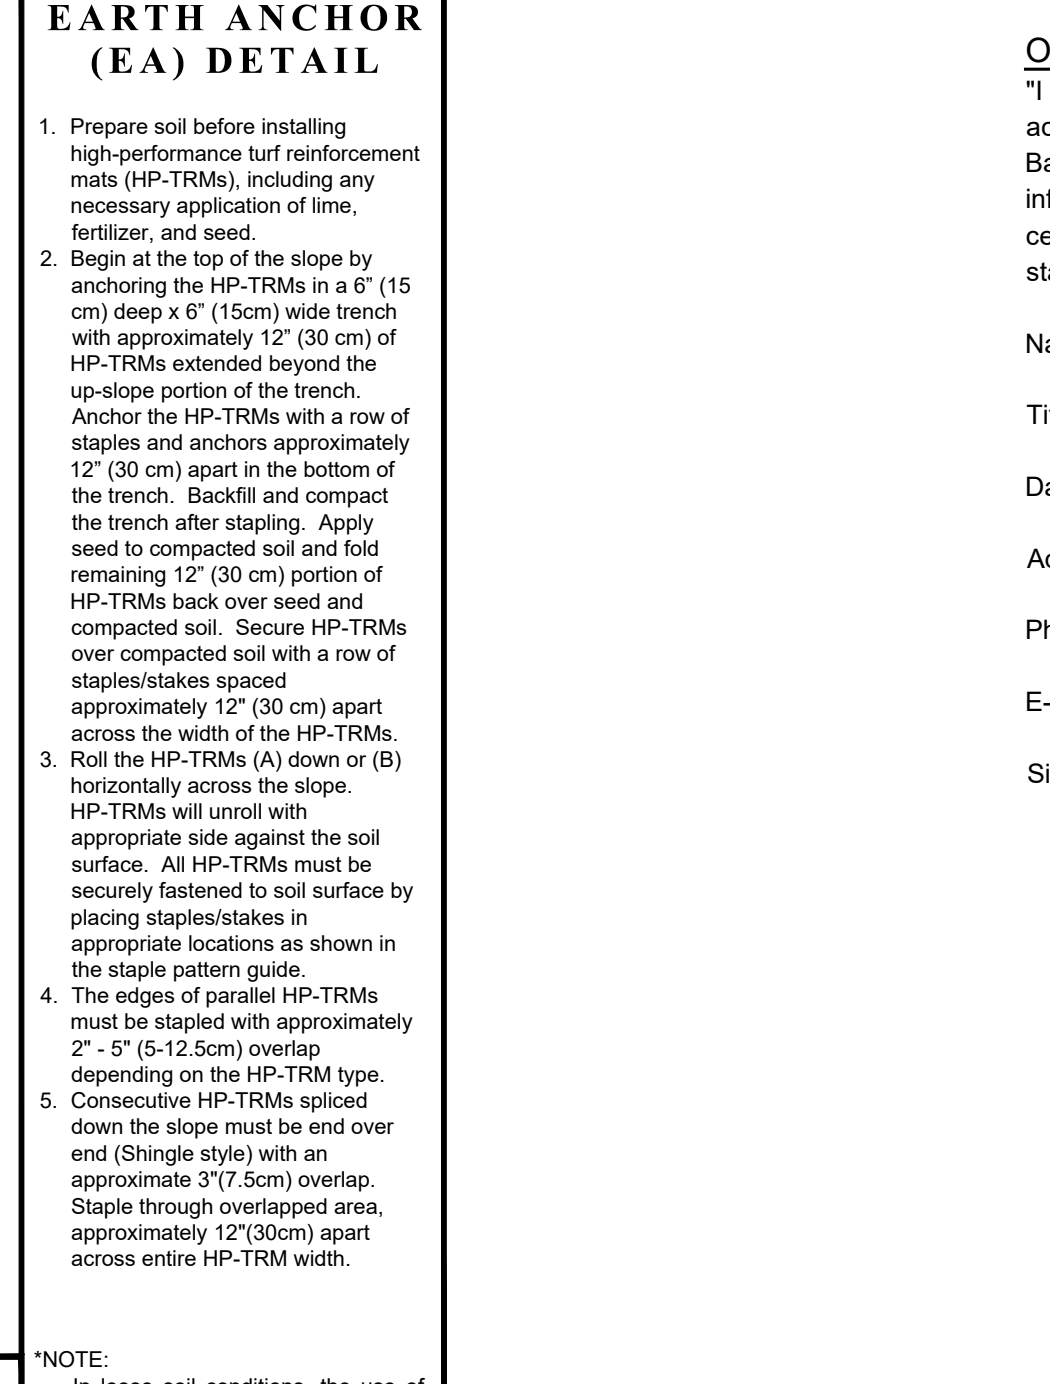 EARTH ANCHOR
(EA) DETAIL
1. Prepare soil before installing
high-performance turf reinforcement
mats (HP-TRMs), including any
necessary application of lime,
fertilizer, and seed.
2. Begin at the top of the slope by
anchoring the HP-TRMs in a 6” (15
cm) deep x 6” (15cm) wide trench
with approximately 12” (30 cm) of
HP-TRMs extended beyond the
up-slope portion of the trench.
Anchor the HP-TRMs with a row of
staples and anchors approximately
12” (30 cm) apart in the bottom of
the trench.  Backfill and compact
the trench after stapling.  Apply
seed to compacted soil and fold
remaining 12” (30 cm) portion of
HP-TRMs back over seed and
compacted soil.  Secure HP-TRMs
over compacted soil with a row of
staples/stakes spaced
approximately 12" (30 cm) apart
across the width of the HP-TRMs.
3. Roll the HP-TRMs (A) down or (B)
horizontally across the slope.
HP-TRMs will unroll with
appropriate side against the soil
surface.  All HP-TRMs must be
securely fastened to soil surface by
placing staples/stakes in
appropriate locations as shown in
the staple pattern guide.
4. The edges of parallel HP-TRMs
must be stapled with approximately
2" - 5" (5-12.5cm) overlap
depending on the HP-TRM type.
5. Consecutive HP-TRMs spliced
down the slope must be end over
end (Shingle style) with an
approximate 3"(7.5cm) overlap.
Staple through overlapped area,
approximately 12"(30cm) apart
across entire HP-TRM width.
*NOTE:
In loose soil conditions, the use of
"I